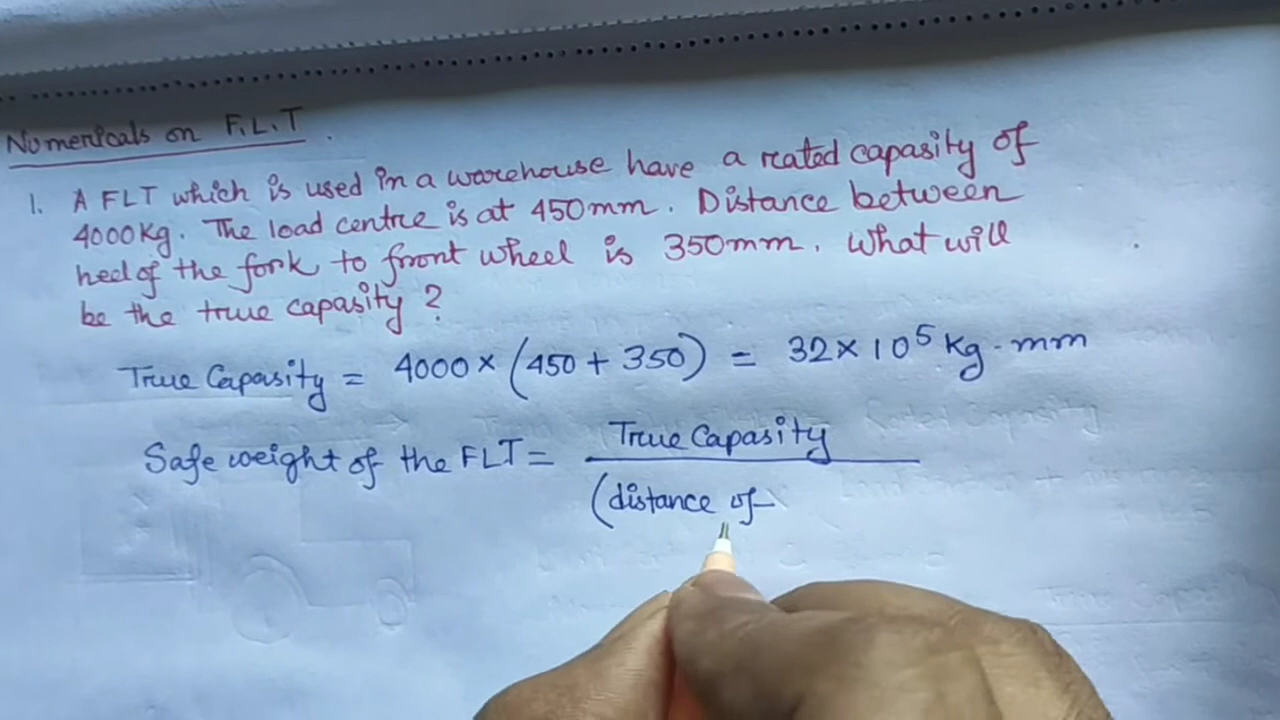 Numericals on F.L.T
1. A FLT which is used in a warehouse have a rated capasity of
4000Kg. The load centre is at 450mm. Distance between
heel of the fork to front wheel is 350mm. What will
be the true capasity?
True Capasity = 4000 × (450 + 350) = 32 × 10⁵ Kg·mm
Safe weight of the FLT = True Capasity
(distance of